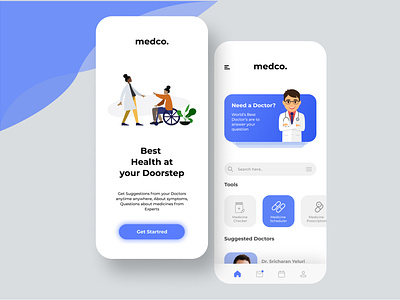 medco.
Best
Health at
your Doorstep
Get Suggestions from your Doctors
anytime anywhere, About symptoms,
Questions about medicines from
Experts
Get Started
medco.
Need a Doctor?
World's Best
Doctor's are to
answer your
question
Search here,
Tools
Medicine
Checker
Medicine
Scheduler
Medicine
Prescription
Suggested Doctors
Dr. Sricharan Yoluri